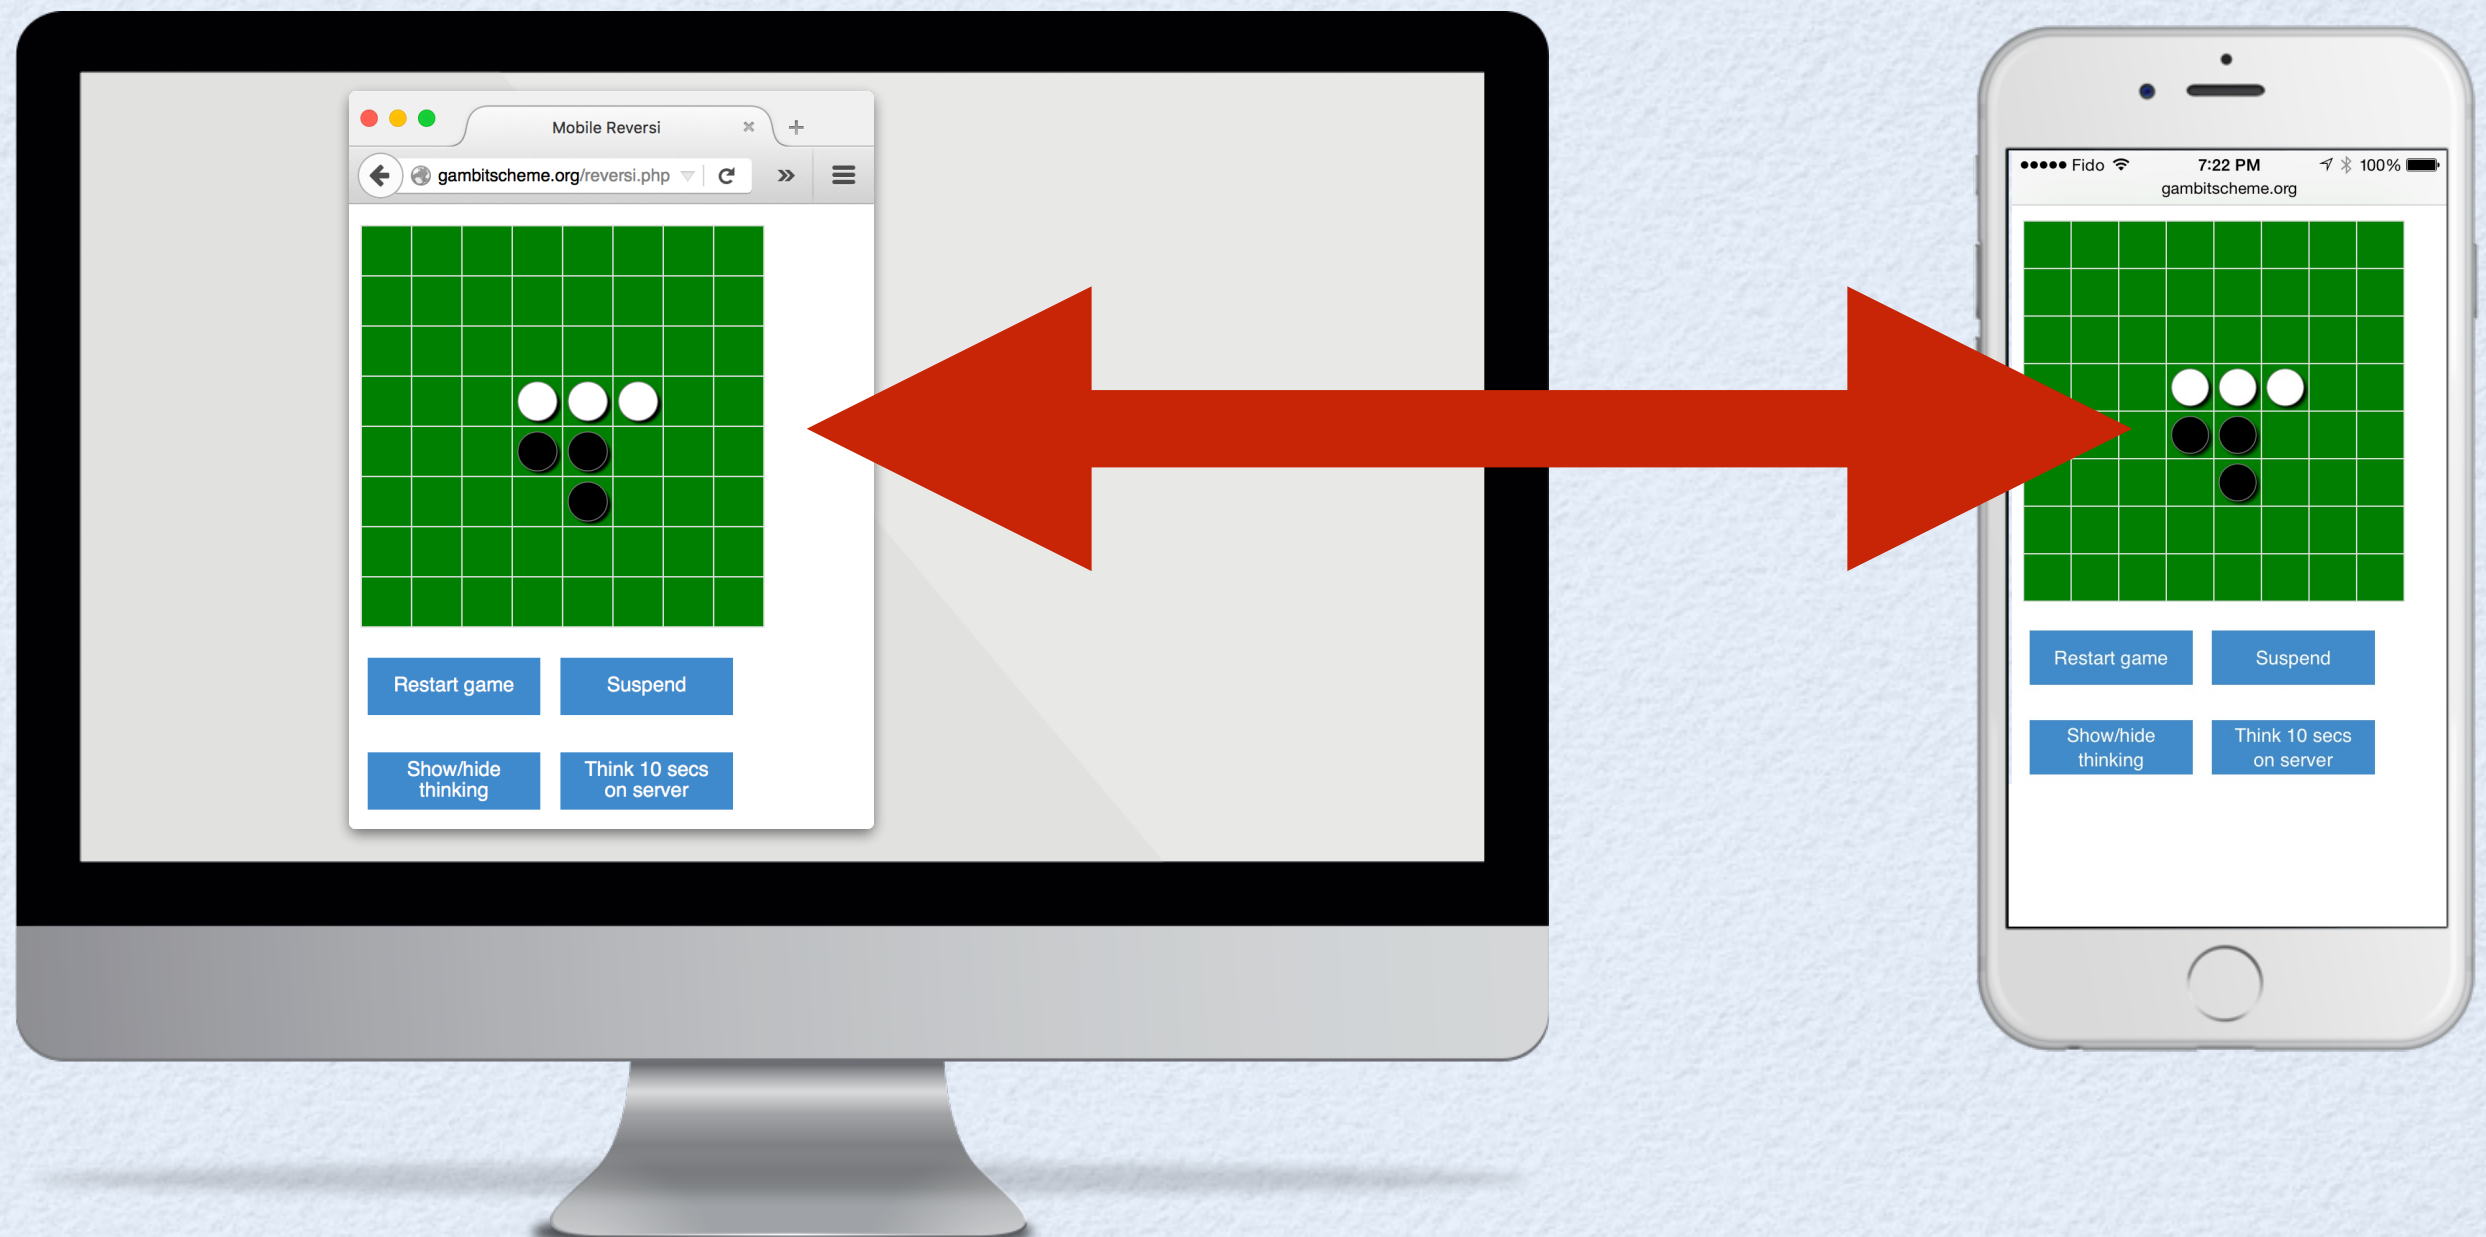 Mobile Reversi
gambitscheme.org/reversi.php
Restart game
Suspend
Show/hide
thinking
Think 10 secs
on server
Fido
7:22 PM
100%
gambitscheme.org
Restart game
Suspend
Show/hide
thinking
Think 10 secs
on server